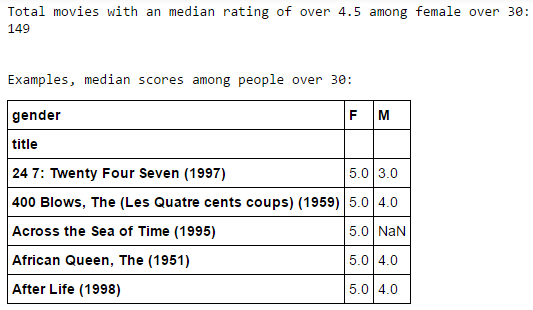 Total movies with an median rating of over 4.5 among female over 30:
149
Examples, median scores among people over 30:
gender F M
title
24 7: Twenty Four Seven (1997) 5.0 3.0
400 Blows, The (Les Quatre cents coups) (1959) 5.0 4.0
Across the Sea of Time (1995) 5.0 NaN
African Queen, The (1951) 5.0 4.0
After Life (1998) 5.0 4.0